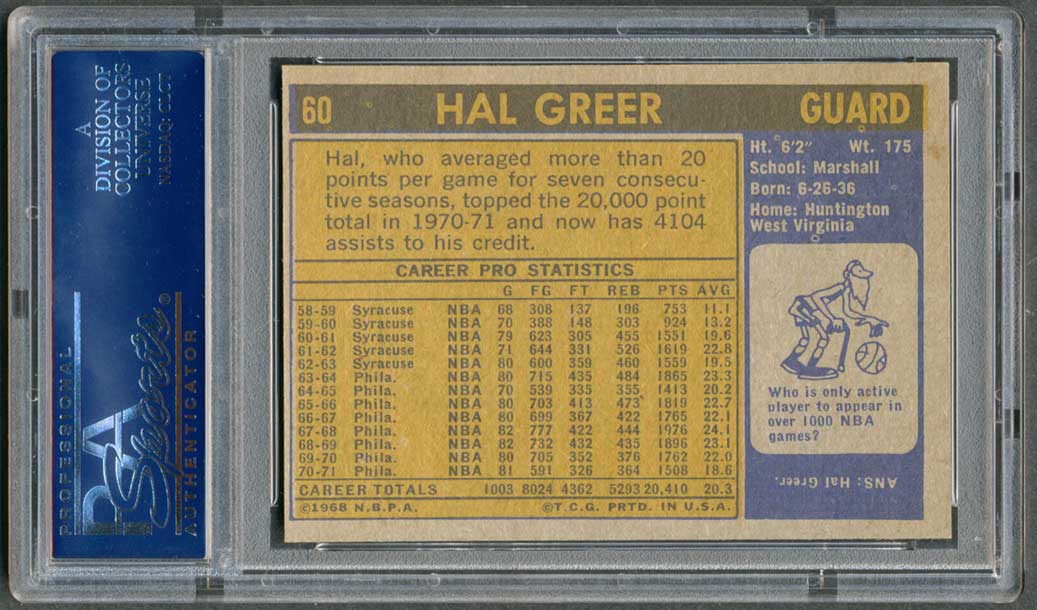 A
DIVISION OF
COLLECTORS
UNIVERSE
NASDAQ: CLCT
PROFESSIONAL
PSA
Sports
®
AUTHENTICATOR
60 HAL GREER GUARD
Hal, who averaged more than 20
points per game for seven consecu-
tive seasons, topped the 20,000 point
total in 1970-71 and now has 4104
assists to his credit.
CAREER PRO STATISTICS
G FG FT REB PTS AVG
58-59 Syracuse NBA 68 308 137 196 753 11.1
59-60 Syracuse NBA 70 388 148 303 924 13.2
60-61 Syracuse NBA 79 623 305 455 1551 19.6
61-62 Syracuse NBA 71 644 331 526 1619 22.8
62-63 Syracuse NBA 80 600 359 460 1559 19.5
63-64 Phila. NBA 80 715 435 484 1865 23.3
64-65 Phila. NBA 70 539 335 355 1413 20.2
65-66 Phila. NBA 80 703 413 473 1819 22.7
66-67 Phila. NBA 80 699 367 422 1765 22.1
67-68 Phila. NBA 82 777 422 444 1976 24.1
68-69 Phila. NBA 82 732 432 435 1896 23.1
69-70 Phila. NBA 80 705 352 376 1762 22.0
70-71 Phila. NBA 81 591 326 364 1508 18.6
CAREER TOTALS 1003 8024 4362 5293 20,410 20.3
©1968 N.B.P.A. ©T.C.G. PRTD. IN U.S.A.
Ht. 6'2" Wt. 175
School: Marshall
Born: 6-26-36
Home: Huntington
West Virginia
Who is only active
player to appear in
over 1000 NBA
games?
ANS: Hal Greer.